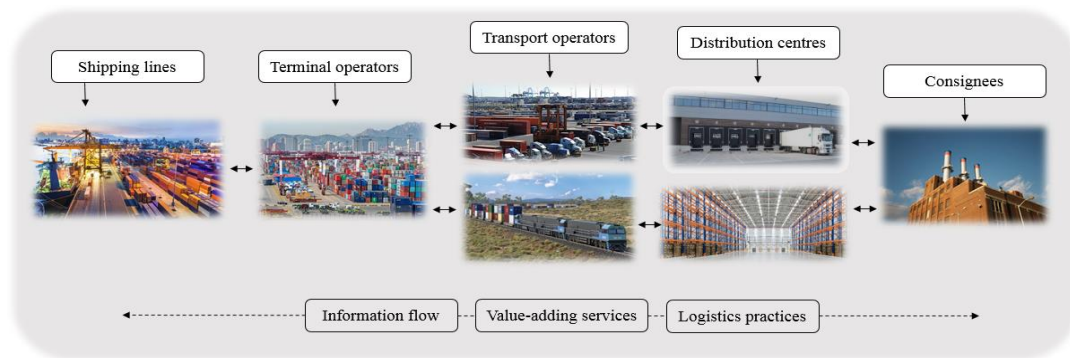 Shipping lines
Terminal operators
Transport operators
Distribution centres
Consignees
Information flow
Value-adding services
Logistics practices